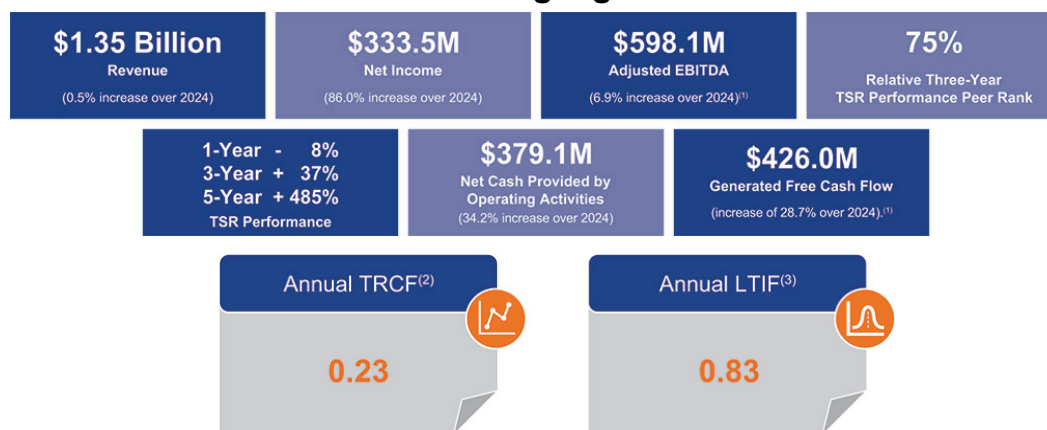 $1.35 Billion
Revenue
(0.5% increase over 2024)
$333.5M
Net Income
(86.0% increase over 2024)
$598.1M
Adjusted EBITDA
(6.9% increase over 2024)(1)
75%
Relative Three-Year
TSR Performance Peer Rank
1-Year - 8%
3-Year + 37%
5-Year + 485%
TSR Performance
$379.1M
Net Cash Provided by
Operating Activities
(34.2% increase over 2024)
$426.0M
Generated Free Cash Flow
(increase of 28.7% over 2024).(1)
Annual TRCF(2)
0.23
Annual LTIF(3)
0.83